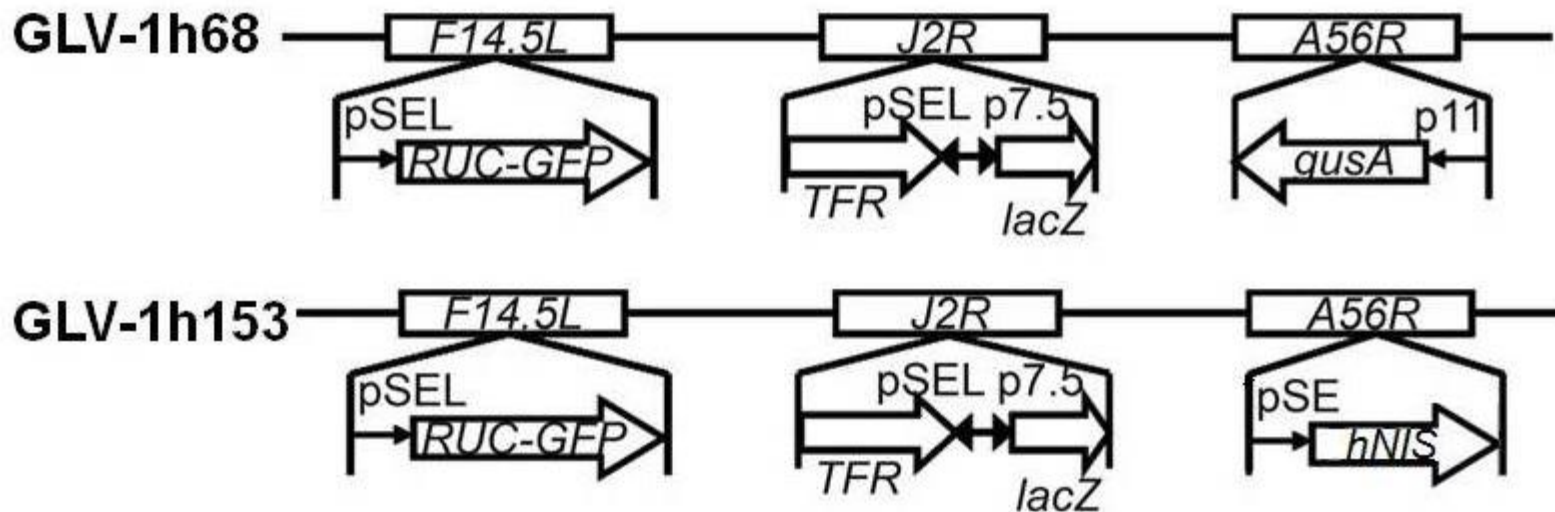 GLV-1h68 F14.5L J2R A56R
pSEL pSEL p7.5 p11
RUC-GFP gusA
TFR lacZ
GLV-1h153 F14.5L J2R A56R
pSEL pSEL p7.5 pSE
RUC-GFP hNIS
TFR lacZ